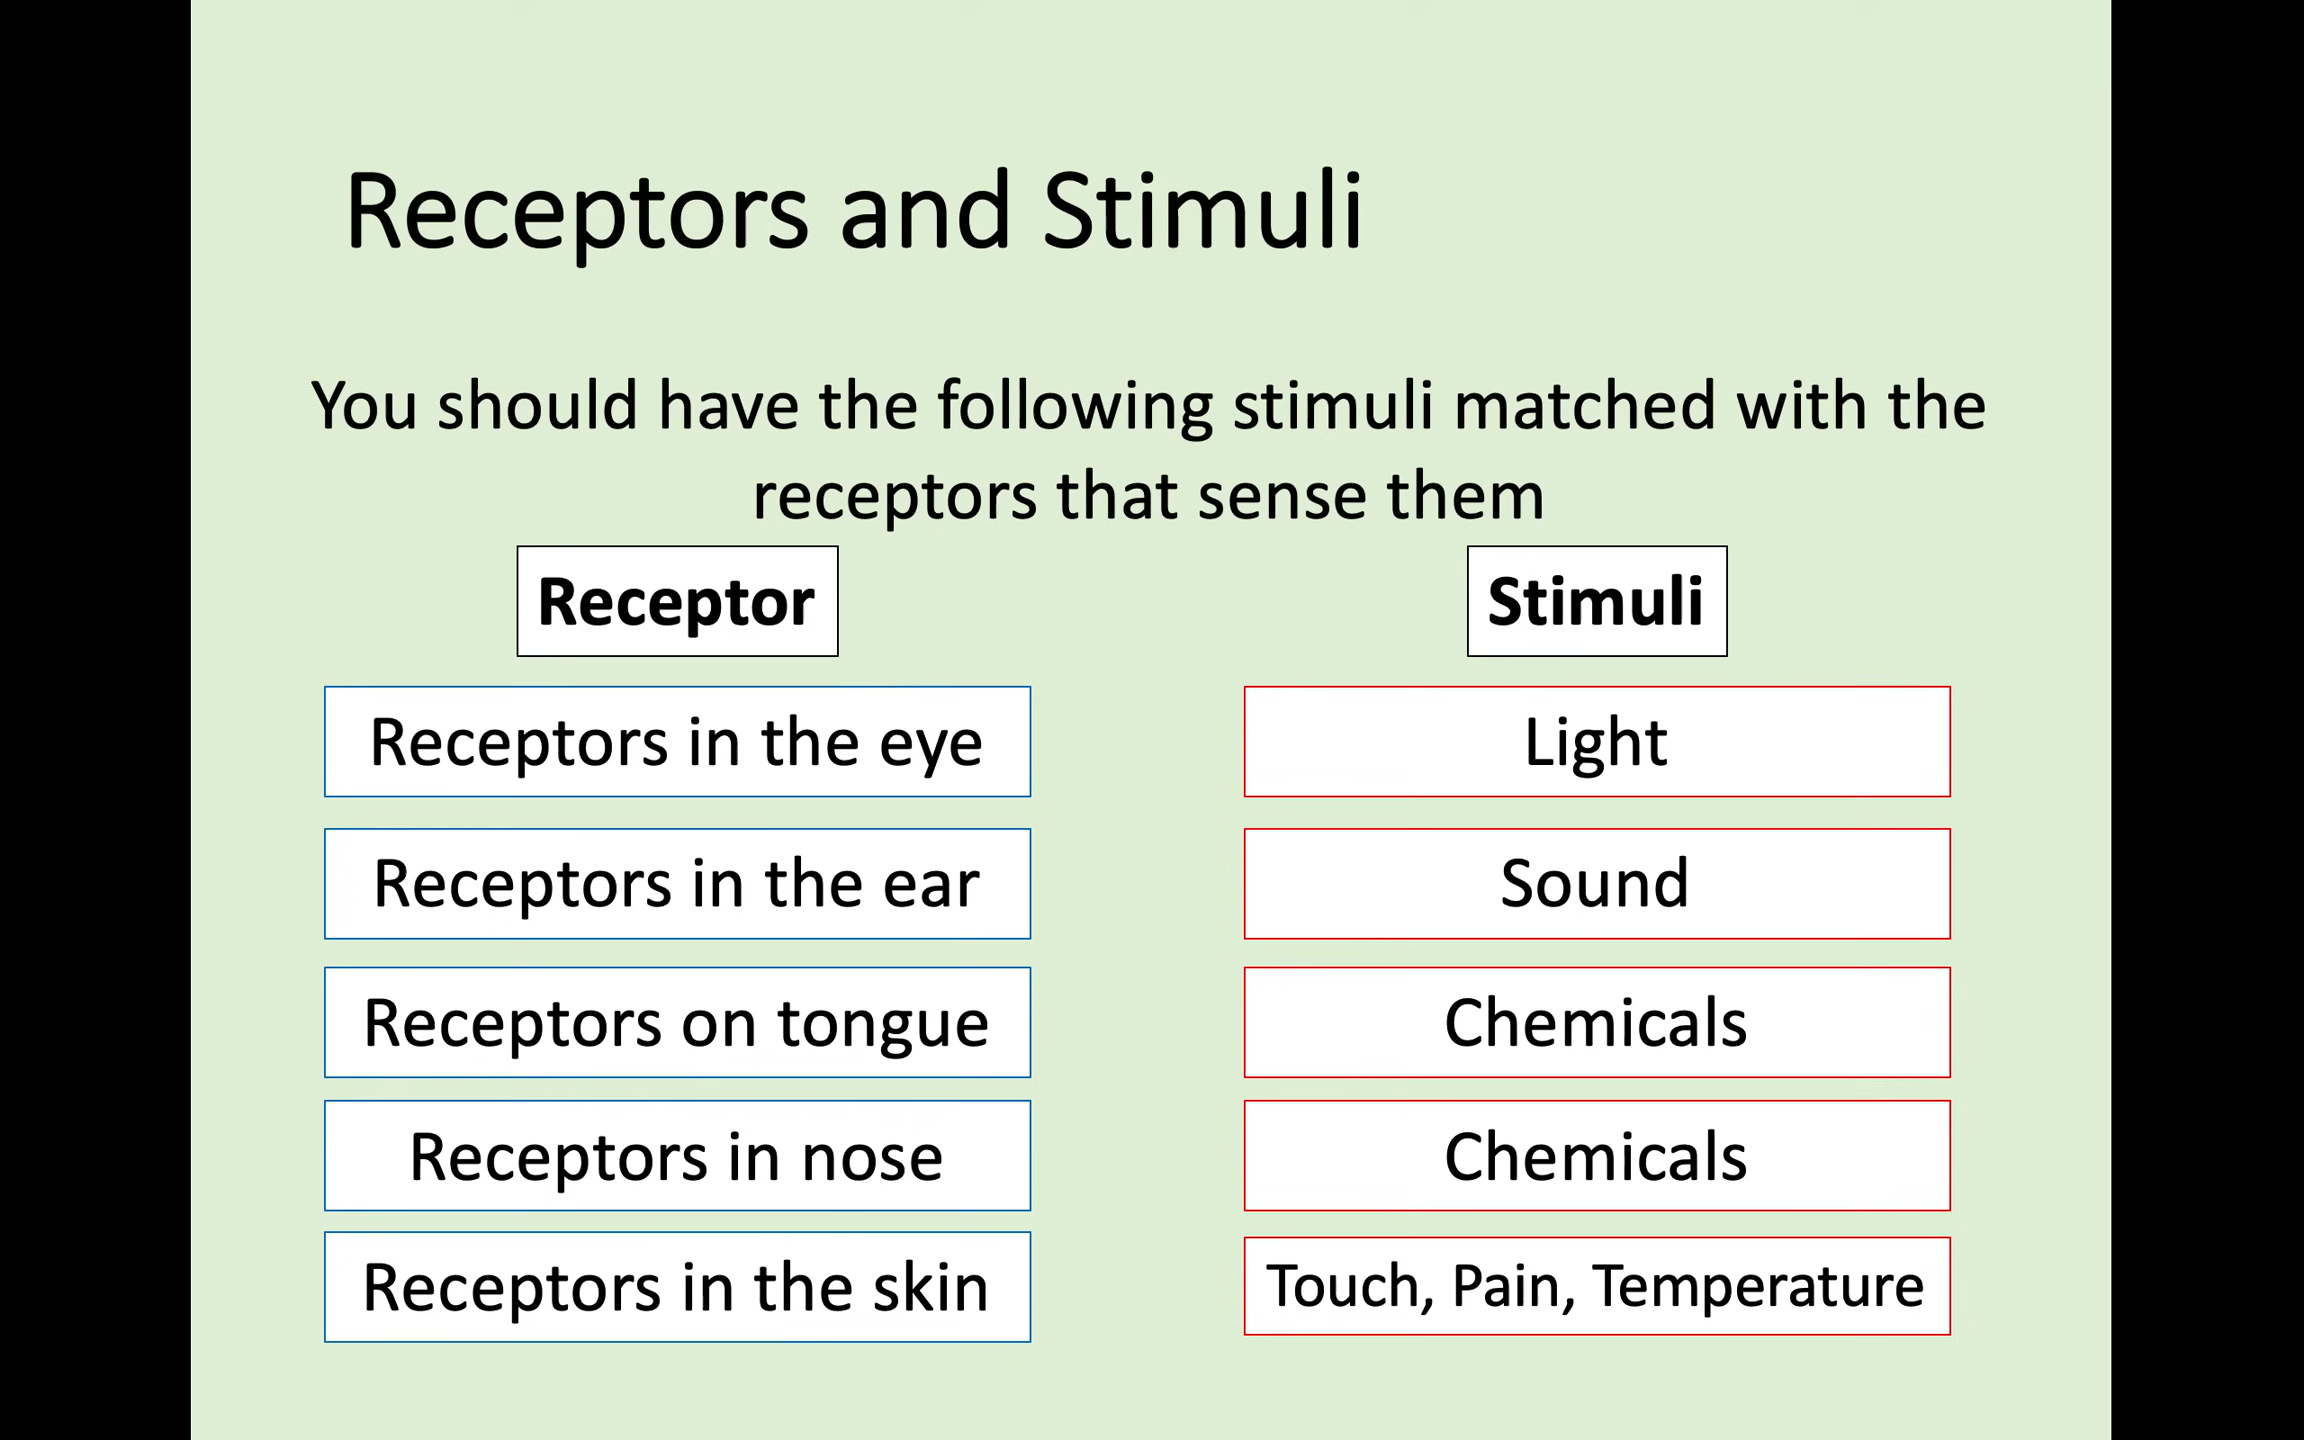 Receptors and Stimuli
You should have the following stimuli matched with the
receptors that sense them
Receptor
Stimuli
Receptors in the eye
Light
Receptors in the ear
Sound
Receptors on tongue
Chemicals
Receptors in nose
Chemicals
Receptors in the skin
Touch, Pain, Temperature